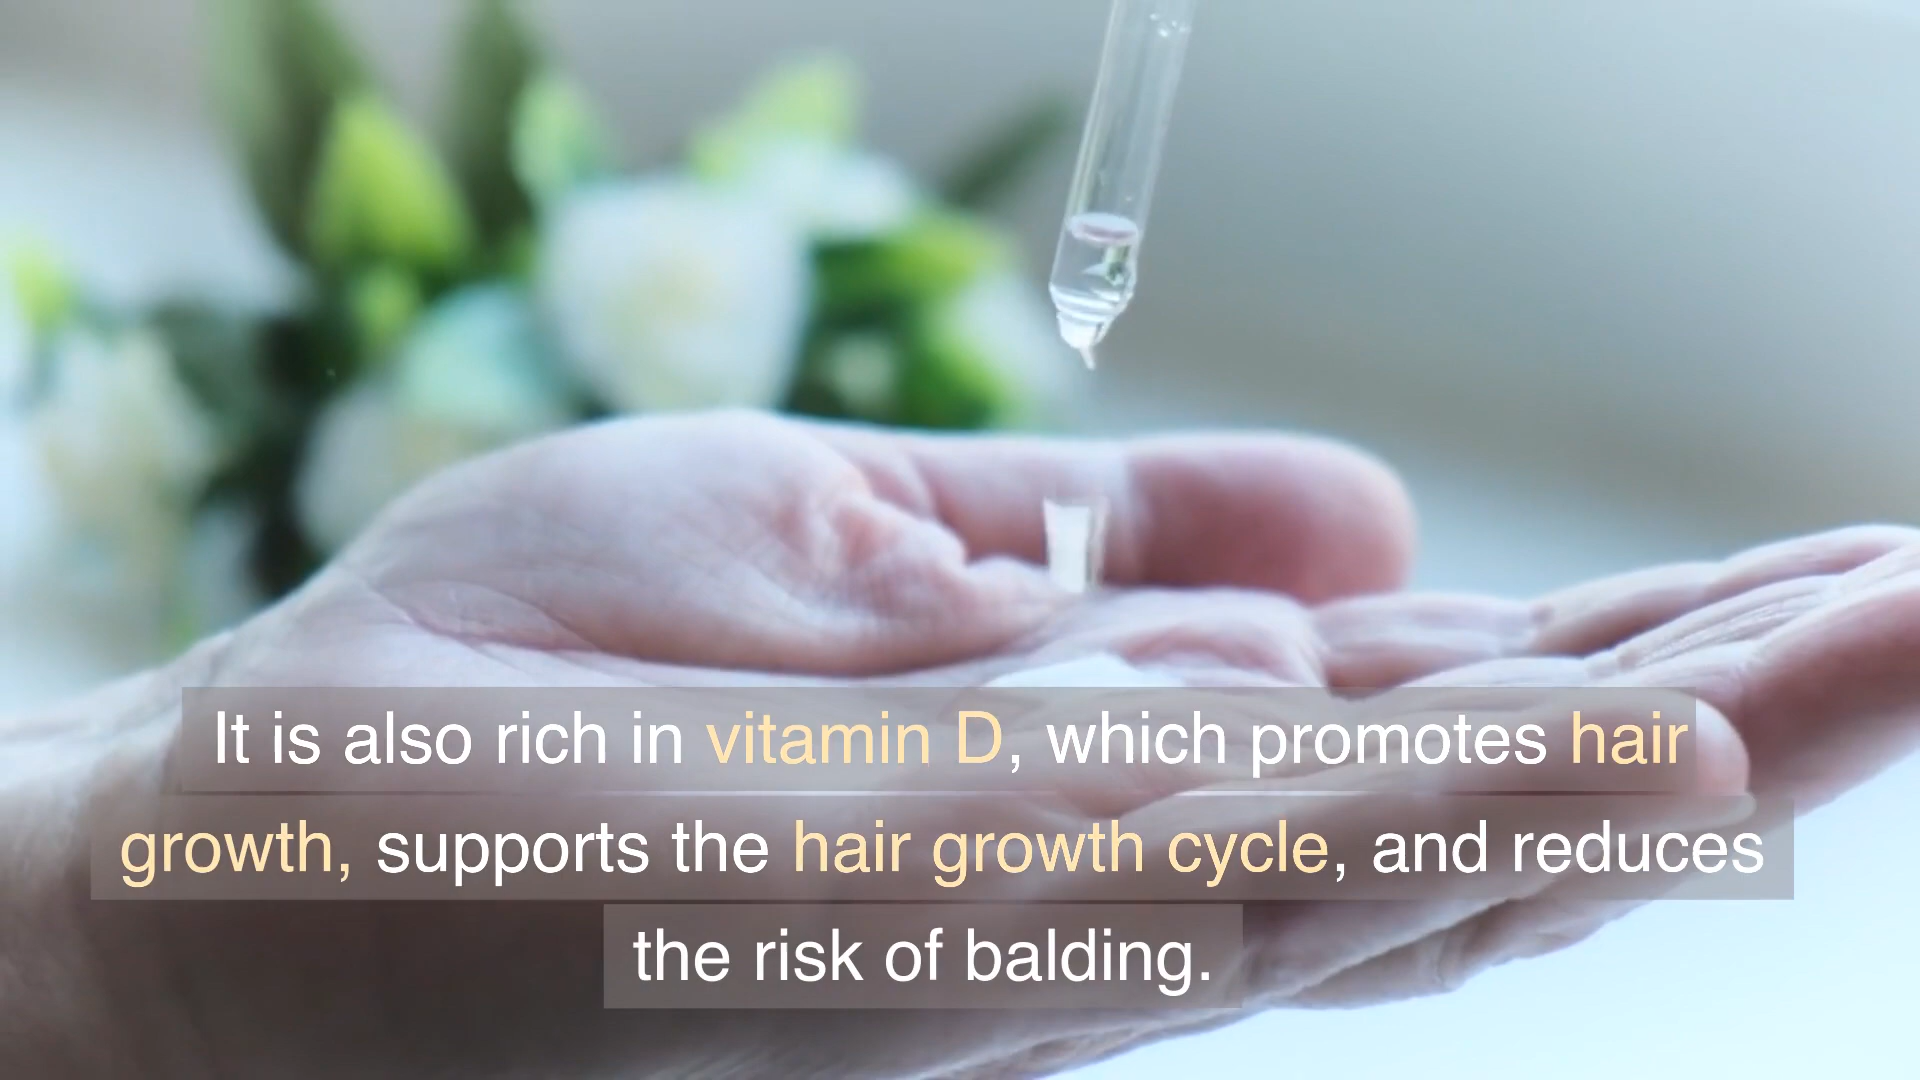 It is also rich in vitamin D, which promotes hair
growth, supports the hair growth cycle, and reduces
the risk of balding.